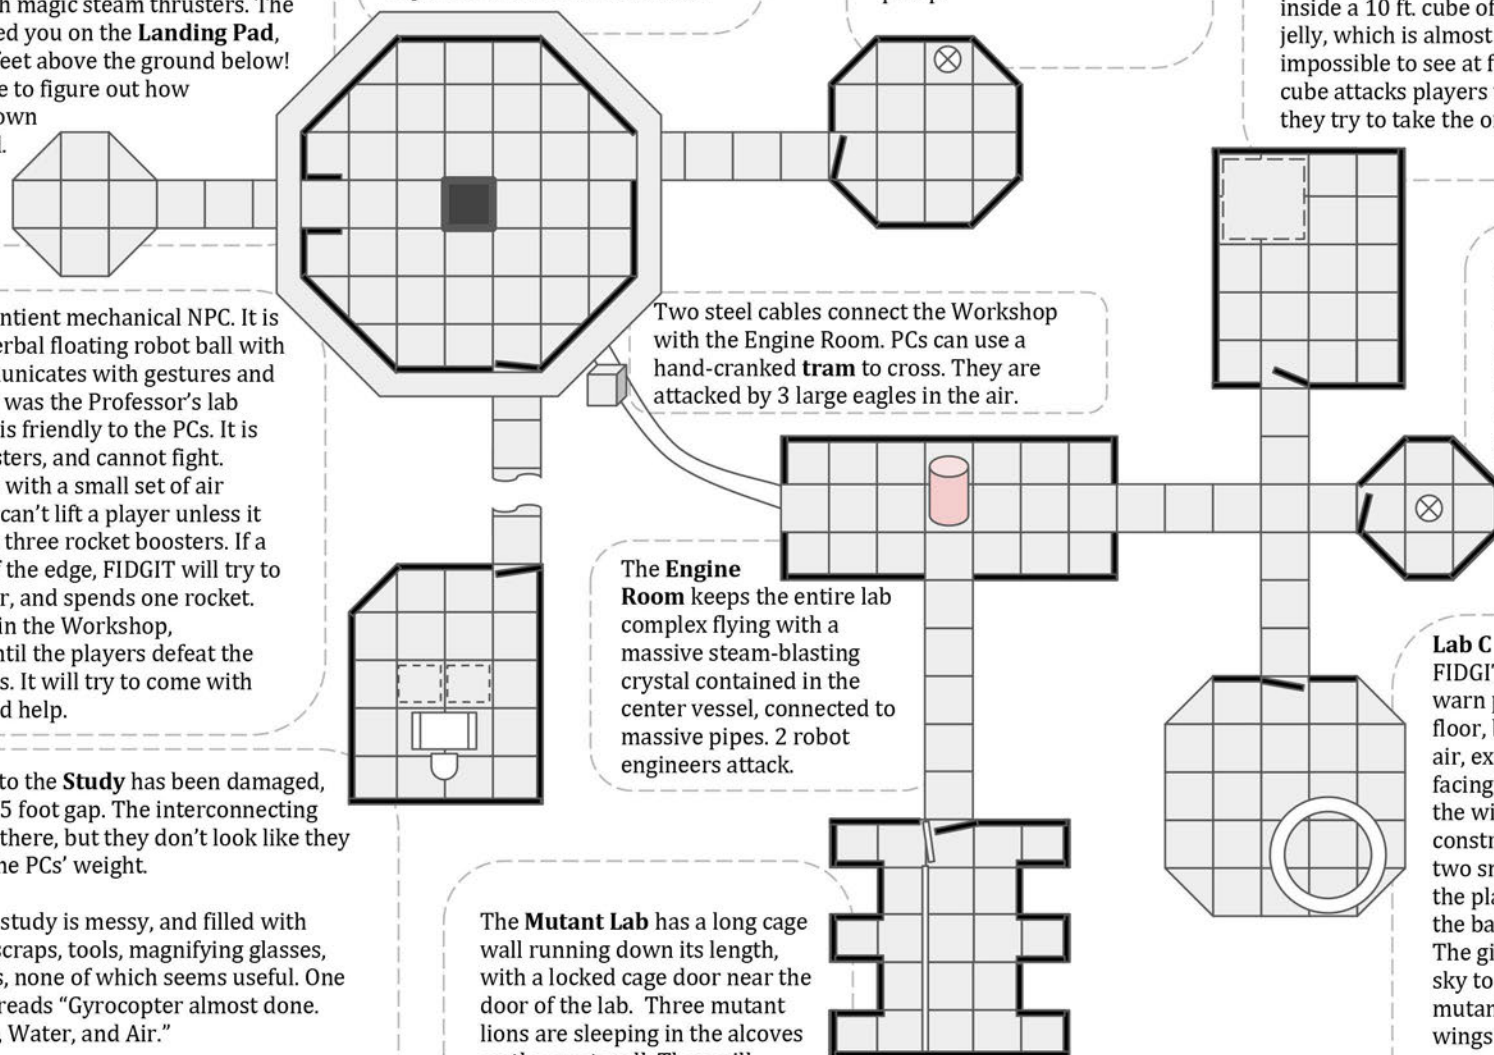 magic steam thrusters. The
ed you on the Landing Pad,
feet above the ground below!
e to figure out how
own
l.
inside a 10 ft. cube of
jelly, which is almost
impossible to see at f
cube attacks players
they try to take the o
ntient mechanical NPC. It is
erbal floating robot ball with
unicates with gestures and
was the Professor's lab
is friendly to the PCs. It is
sters, and cannot fight.
with a small set of air
can't lift a player unless it
three rocket boosters. If a
f the edge, FIDGIT will try to
r, and spends one rocket.
in the Workshop,
ntil the players defeat the
s. It will try to come with
d help.
Two steel cables connect the Workshop
with the Engine Room. PCs can use a
hand-cranked tram to cross. They are
attacked by 3 large eagles in the air.
The Engine
Room keeps the entire lab
complex flying with a
massive steam-blasting
crystal contained in the
center vessel, connected to
massive pipes. 2 robot
engineers attack.
to the Study has been damaged,
5 foot gap. The interconnecting
there, but they don't look like they
he PCs' weight.
study is messy, and filled with
scraps, tools, magnifying glasses,
s, none of which seems useful. One
reads “Gyrocopter almost done.
, Water, and Air.”
The Mutant Lab has a long cage
wall running down its length,
with a locked cage door near the
door of the lab. Three mutant
lions are sleeping in the alcoves
Lab C
FIDGIT
warn p
floor, l
air, ex
facing
the wi
constr
two sn
the pla
the ba
The gi
sky to
mutan
wings